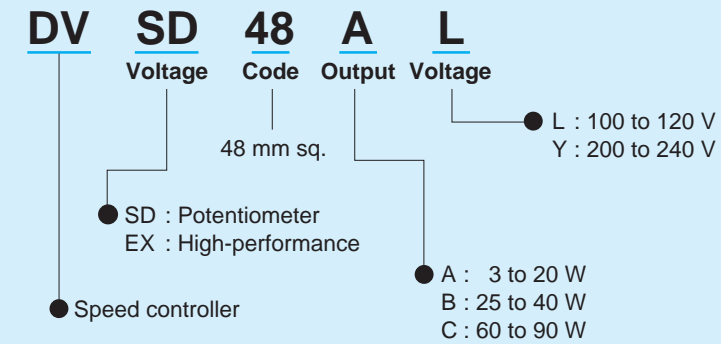 DV SD 48 A L
Voltage Code Output Voltage
L : 100 to 120 V
Y : 200 to 240 V
48 mm sq.
SD : Potentiometer
EX : High-performance
A : 3 to 20 W
B : 25 to 40 W
C : 60 to 90 W
Speed controller